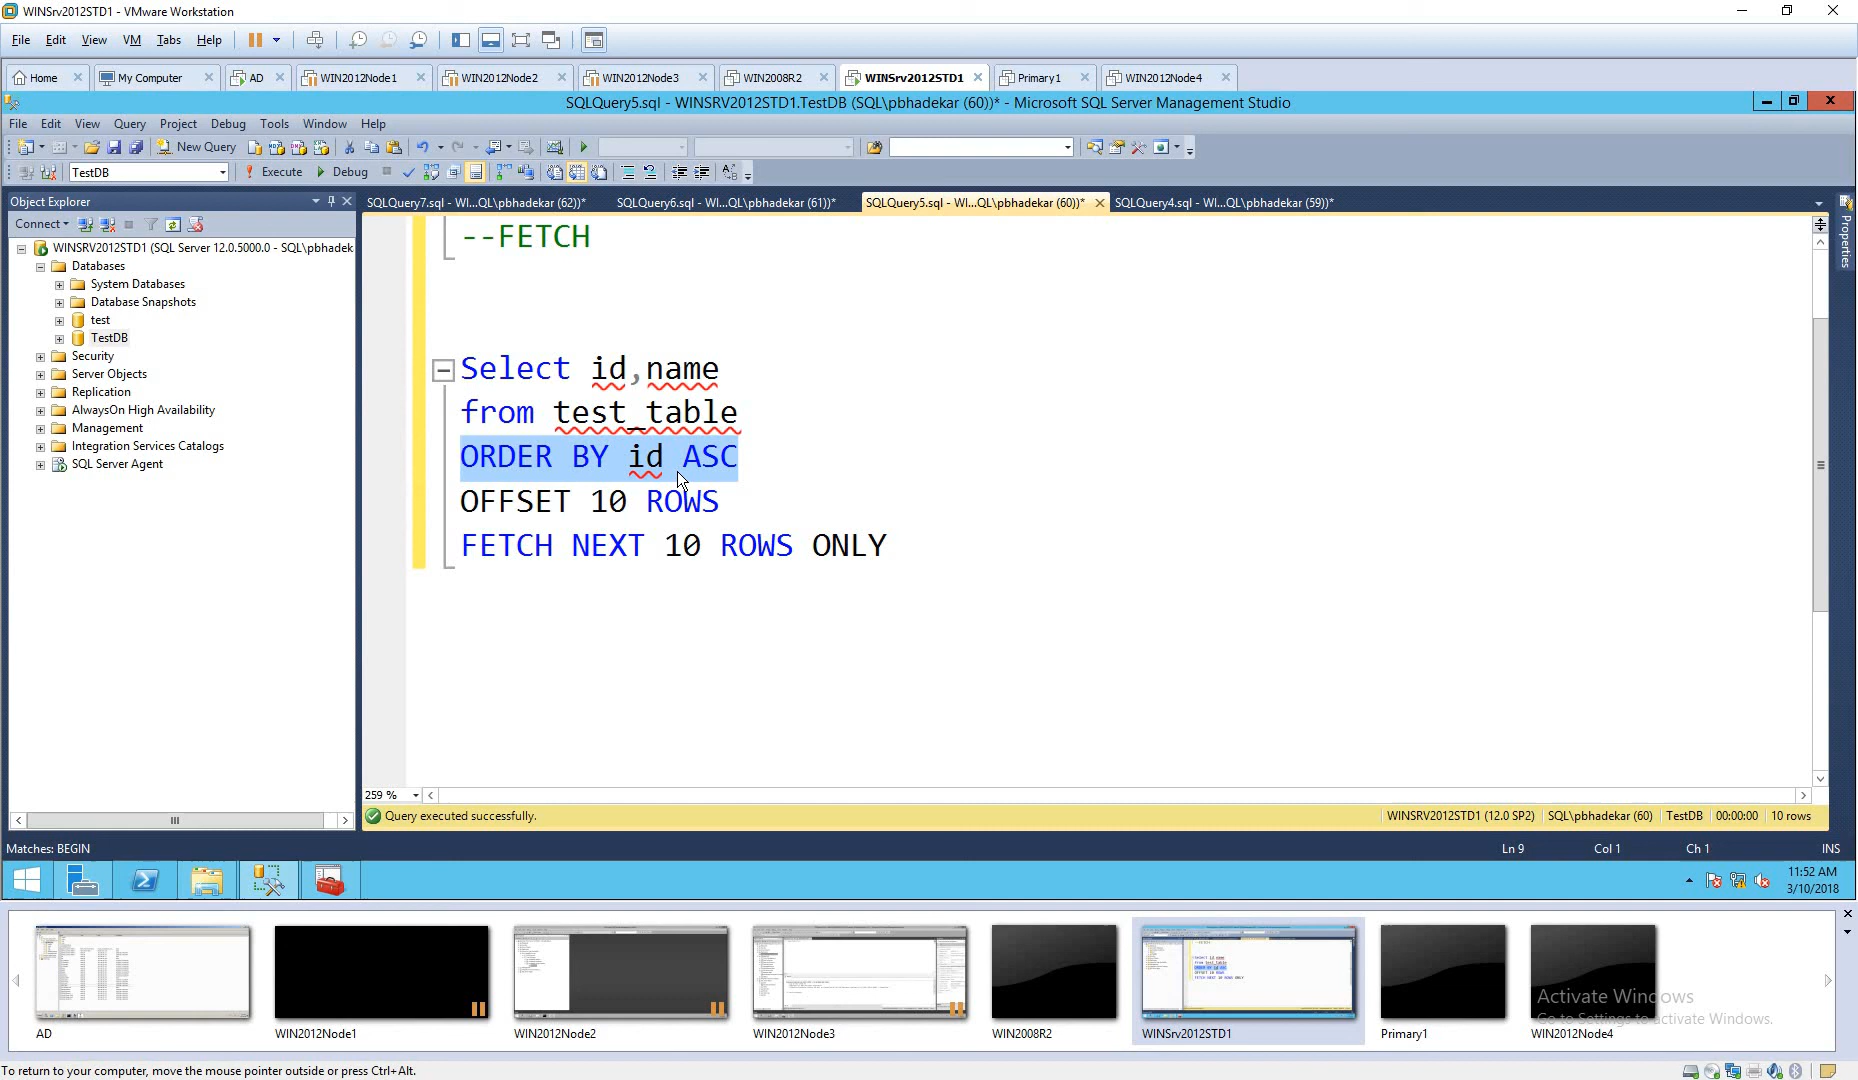 WINSrv2012STD1 - VMware Workstation
File Edit View VM Tabs Help
Home My Computer AD WIN2012Node1 WIN2012Node2 WIN2012Node3 WIN2008R2 WINSrv2012STD1 Primary1 WIN2012Node4
SQLQuery5.sql - WINSRV2012STD1.TestDB (SQL\pbhadekar (60))* - Microsoft SQL Server Management Studio
File Edit View Query Project Debug Tools Window Help
New Query
TestDB Execute Debug
Object Explorer
SQLQuery7.sql - WI...QL\pbhadekar (62))* SQLQuery6.sql - WI...QL\pbhadekar (61))* SQLQuery5.sql - WI...QL\pbhadekar (60))* SQLQuery4.sql - WI...QL\pbhadekar (59))*
Connect
WINSRV2012STD1 (SQL Server 12.0.5000.0 - SQL\pbhadek
Databases
System Databases
Database Snapshots
test
TestDB
Security
Server Objects
Replication
AlwaysOn High Availability
Management
Integration Services Catalogs
SQL Server Agent
--FETCH
Select id,name
from test_table
ORDER BY id ASC
OFFSET 10 ROWS
FETCH NEXT 10 ROWS ONLY
Properties
259 %
Query executed successfully. WINSRV2012STD1 (12.0 SP2) SQL\pbhadekar (60) TestDB 00:00:00 10 rows
Matches: BEGIN Ln 9 Col 1 Ch 1 INS
11:52 AM
3/10/2018
Activate Windows
Go to Settings to activate Windows.
AD WIN2012Node1 WIN2012Node2 WIN2012Node3 WIN2008R2 WINSrv2012STD1 Primary1 WIN2012Node4
To return to your computer, move the mouse pointer outside or press Ctrl+Alt.